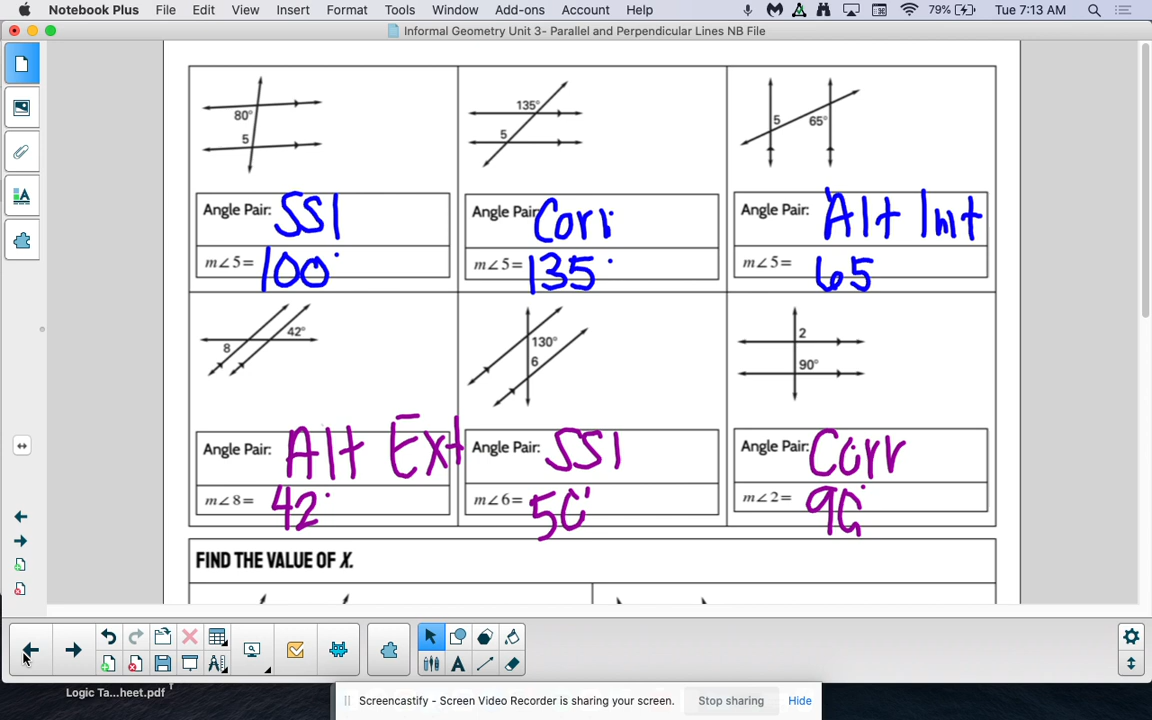 Notebook Plus File Edit View Insert Format Tools Window Add-ons Account Help 79% Tue 7:13 AM
Informal Geometry Unit 3- Parallel and Perpendicular Lines NB File
80°
5
135°
5
5
65°
Angle Pair: SSI
m∠5= 100°
Angle Pair: Corr
m∠5= 135°
Angle Pair: Alt Int
m∠5= 65
8
42°
130°
6
2
90°
Angle Pair: Alt Ext
m∠8= 42°
Angle Pair: SSI
m∠6= 50°
Angle Pair: Corr
m∠2= 90°
FIND THE VALUE OF X.
Logic Ta...heet.pdf
Screencastify - Screen Video Recorder is sharing your screen. Stop sharing Hide